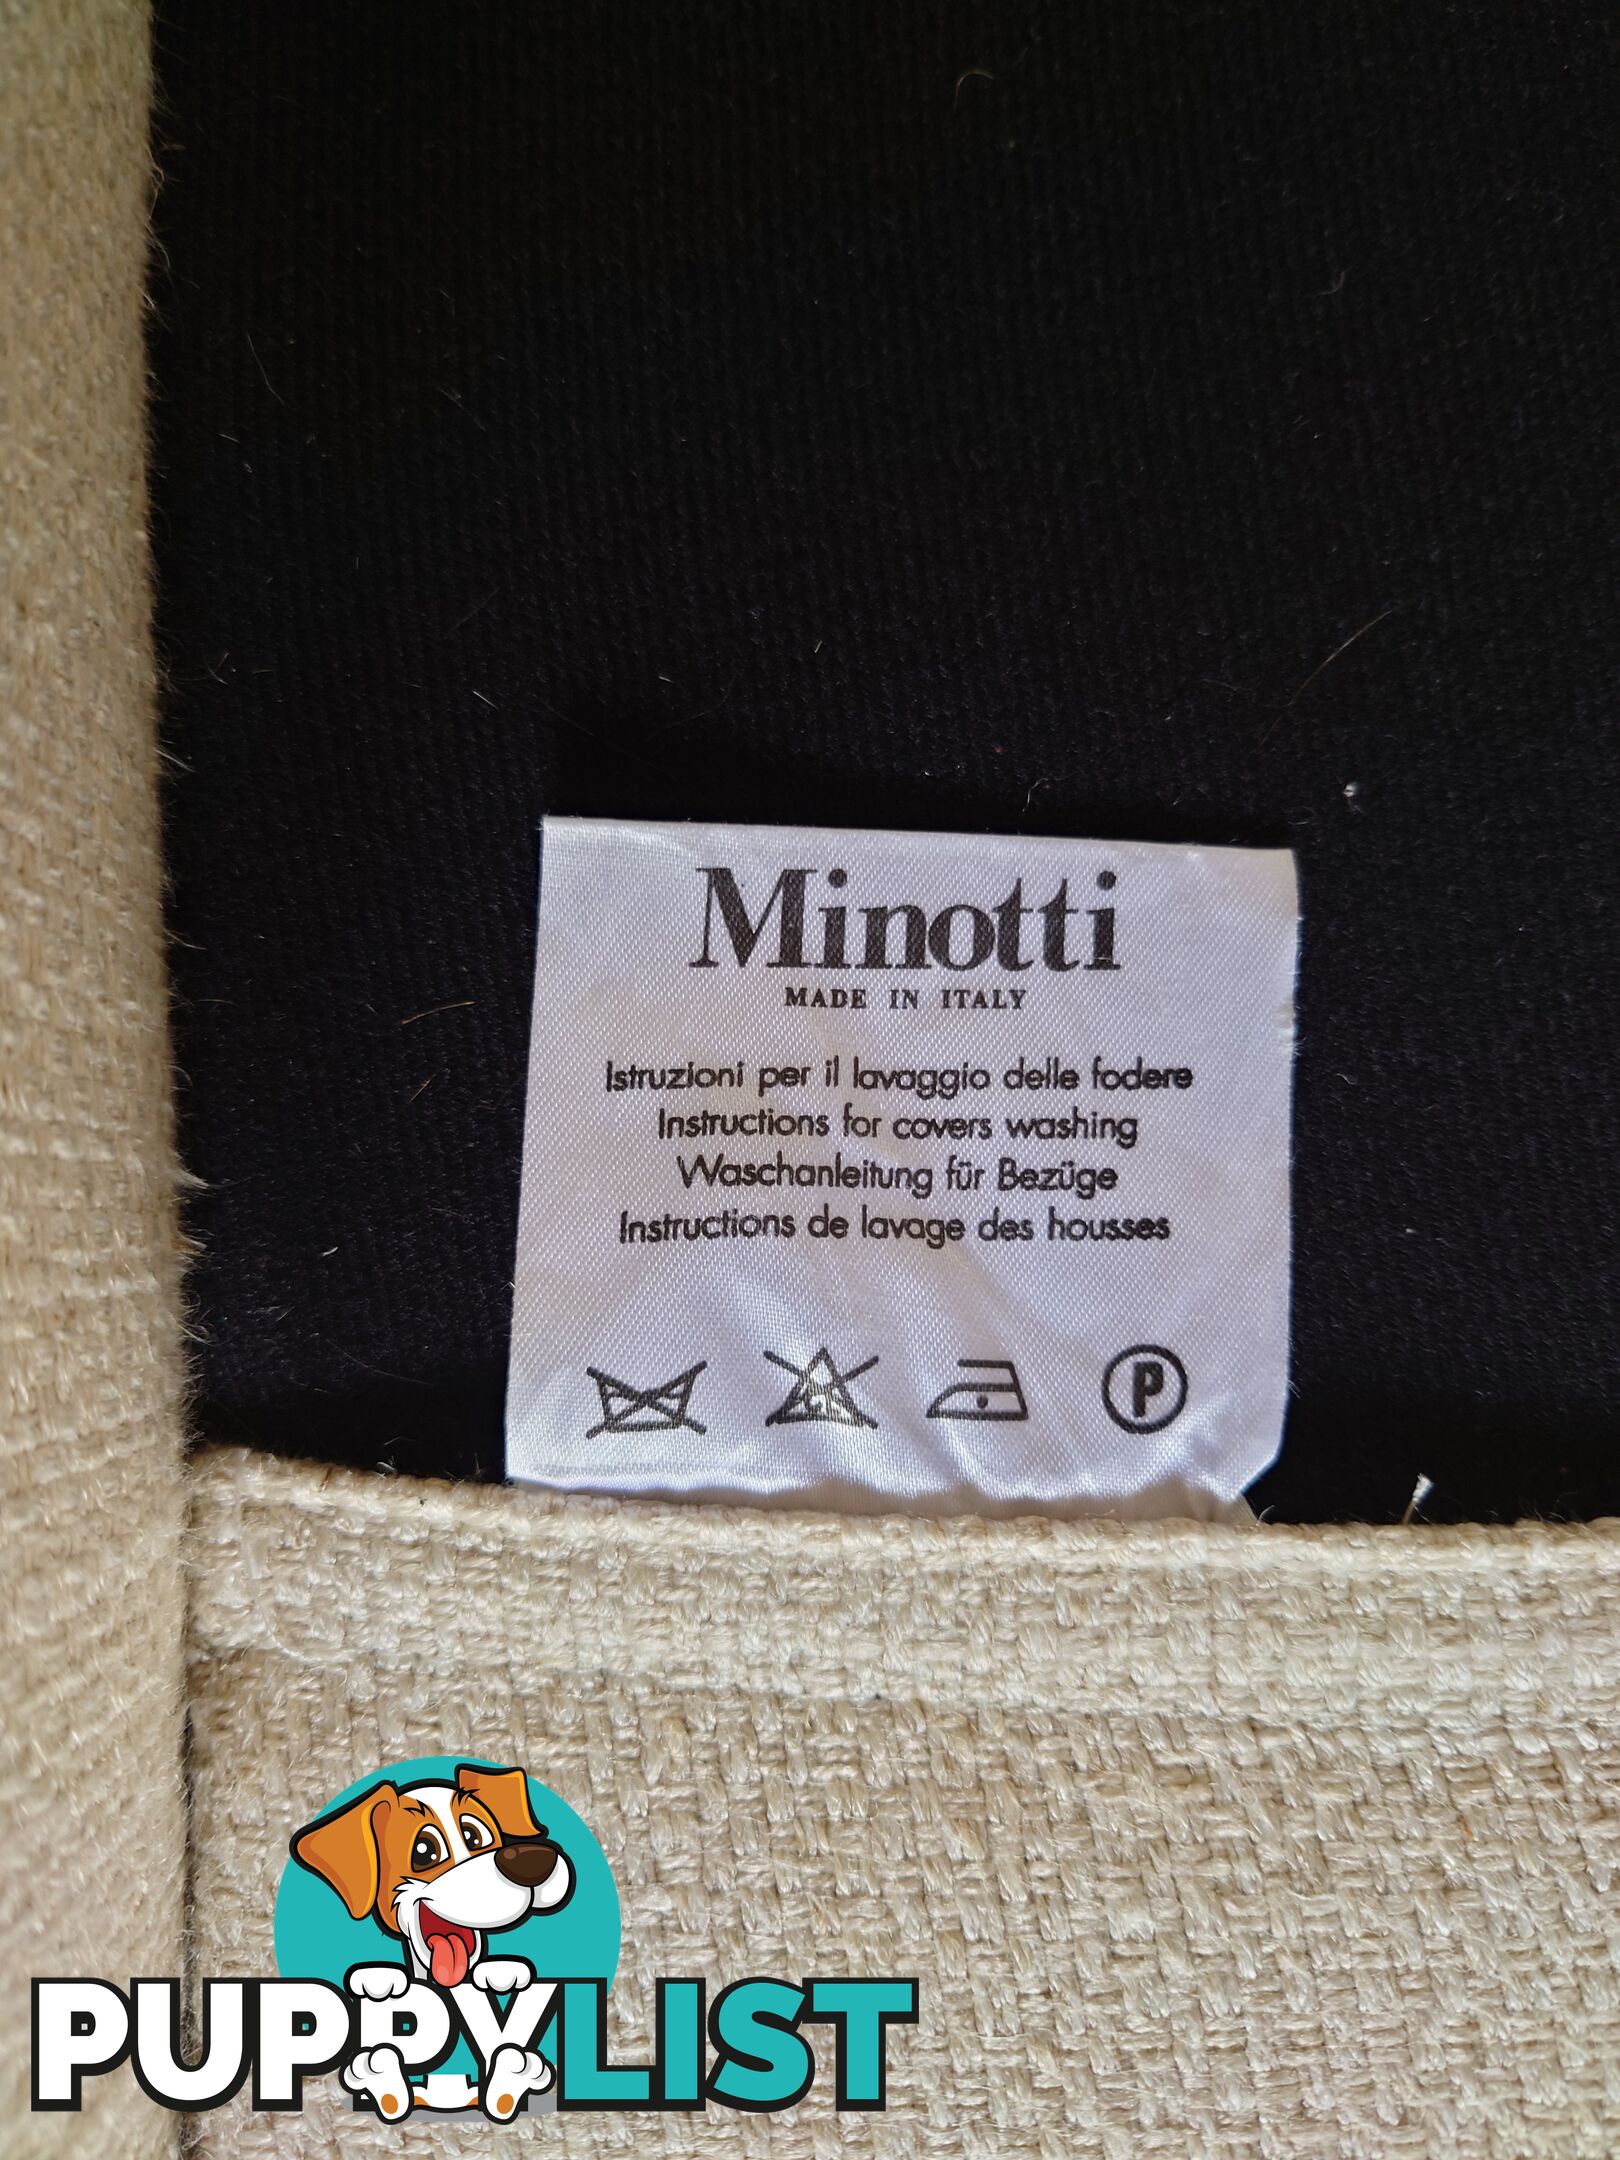 Minotti
MADE IN ITALY
Istruzioni per il lavaggio delle fodere
Instructions for covers washing
Waschanleitung für Bezüge
Instructions de lavage des housses
P
PUPPYLIST